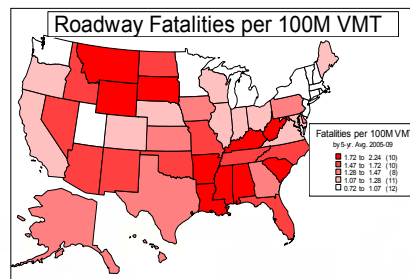 Roadway Fatalities per 100M VMT
Fatalities per 100M VM
by 5-yr. Avg. 2005-09
1.72 to 2.24 (10)
1.47 to 1.72 (10)
1.28 to 1.47 (8)
1.07 to 1.28 (11)
0.72 to 1.07 (12)